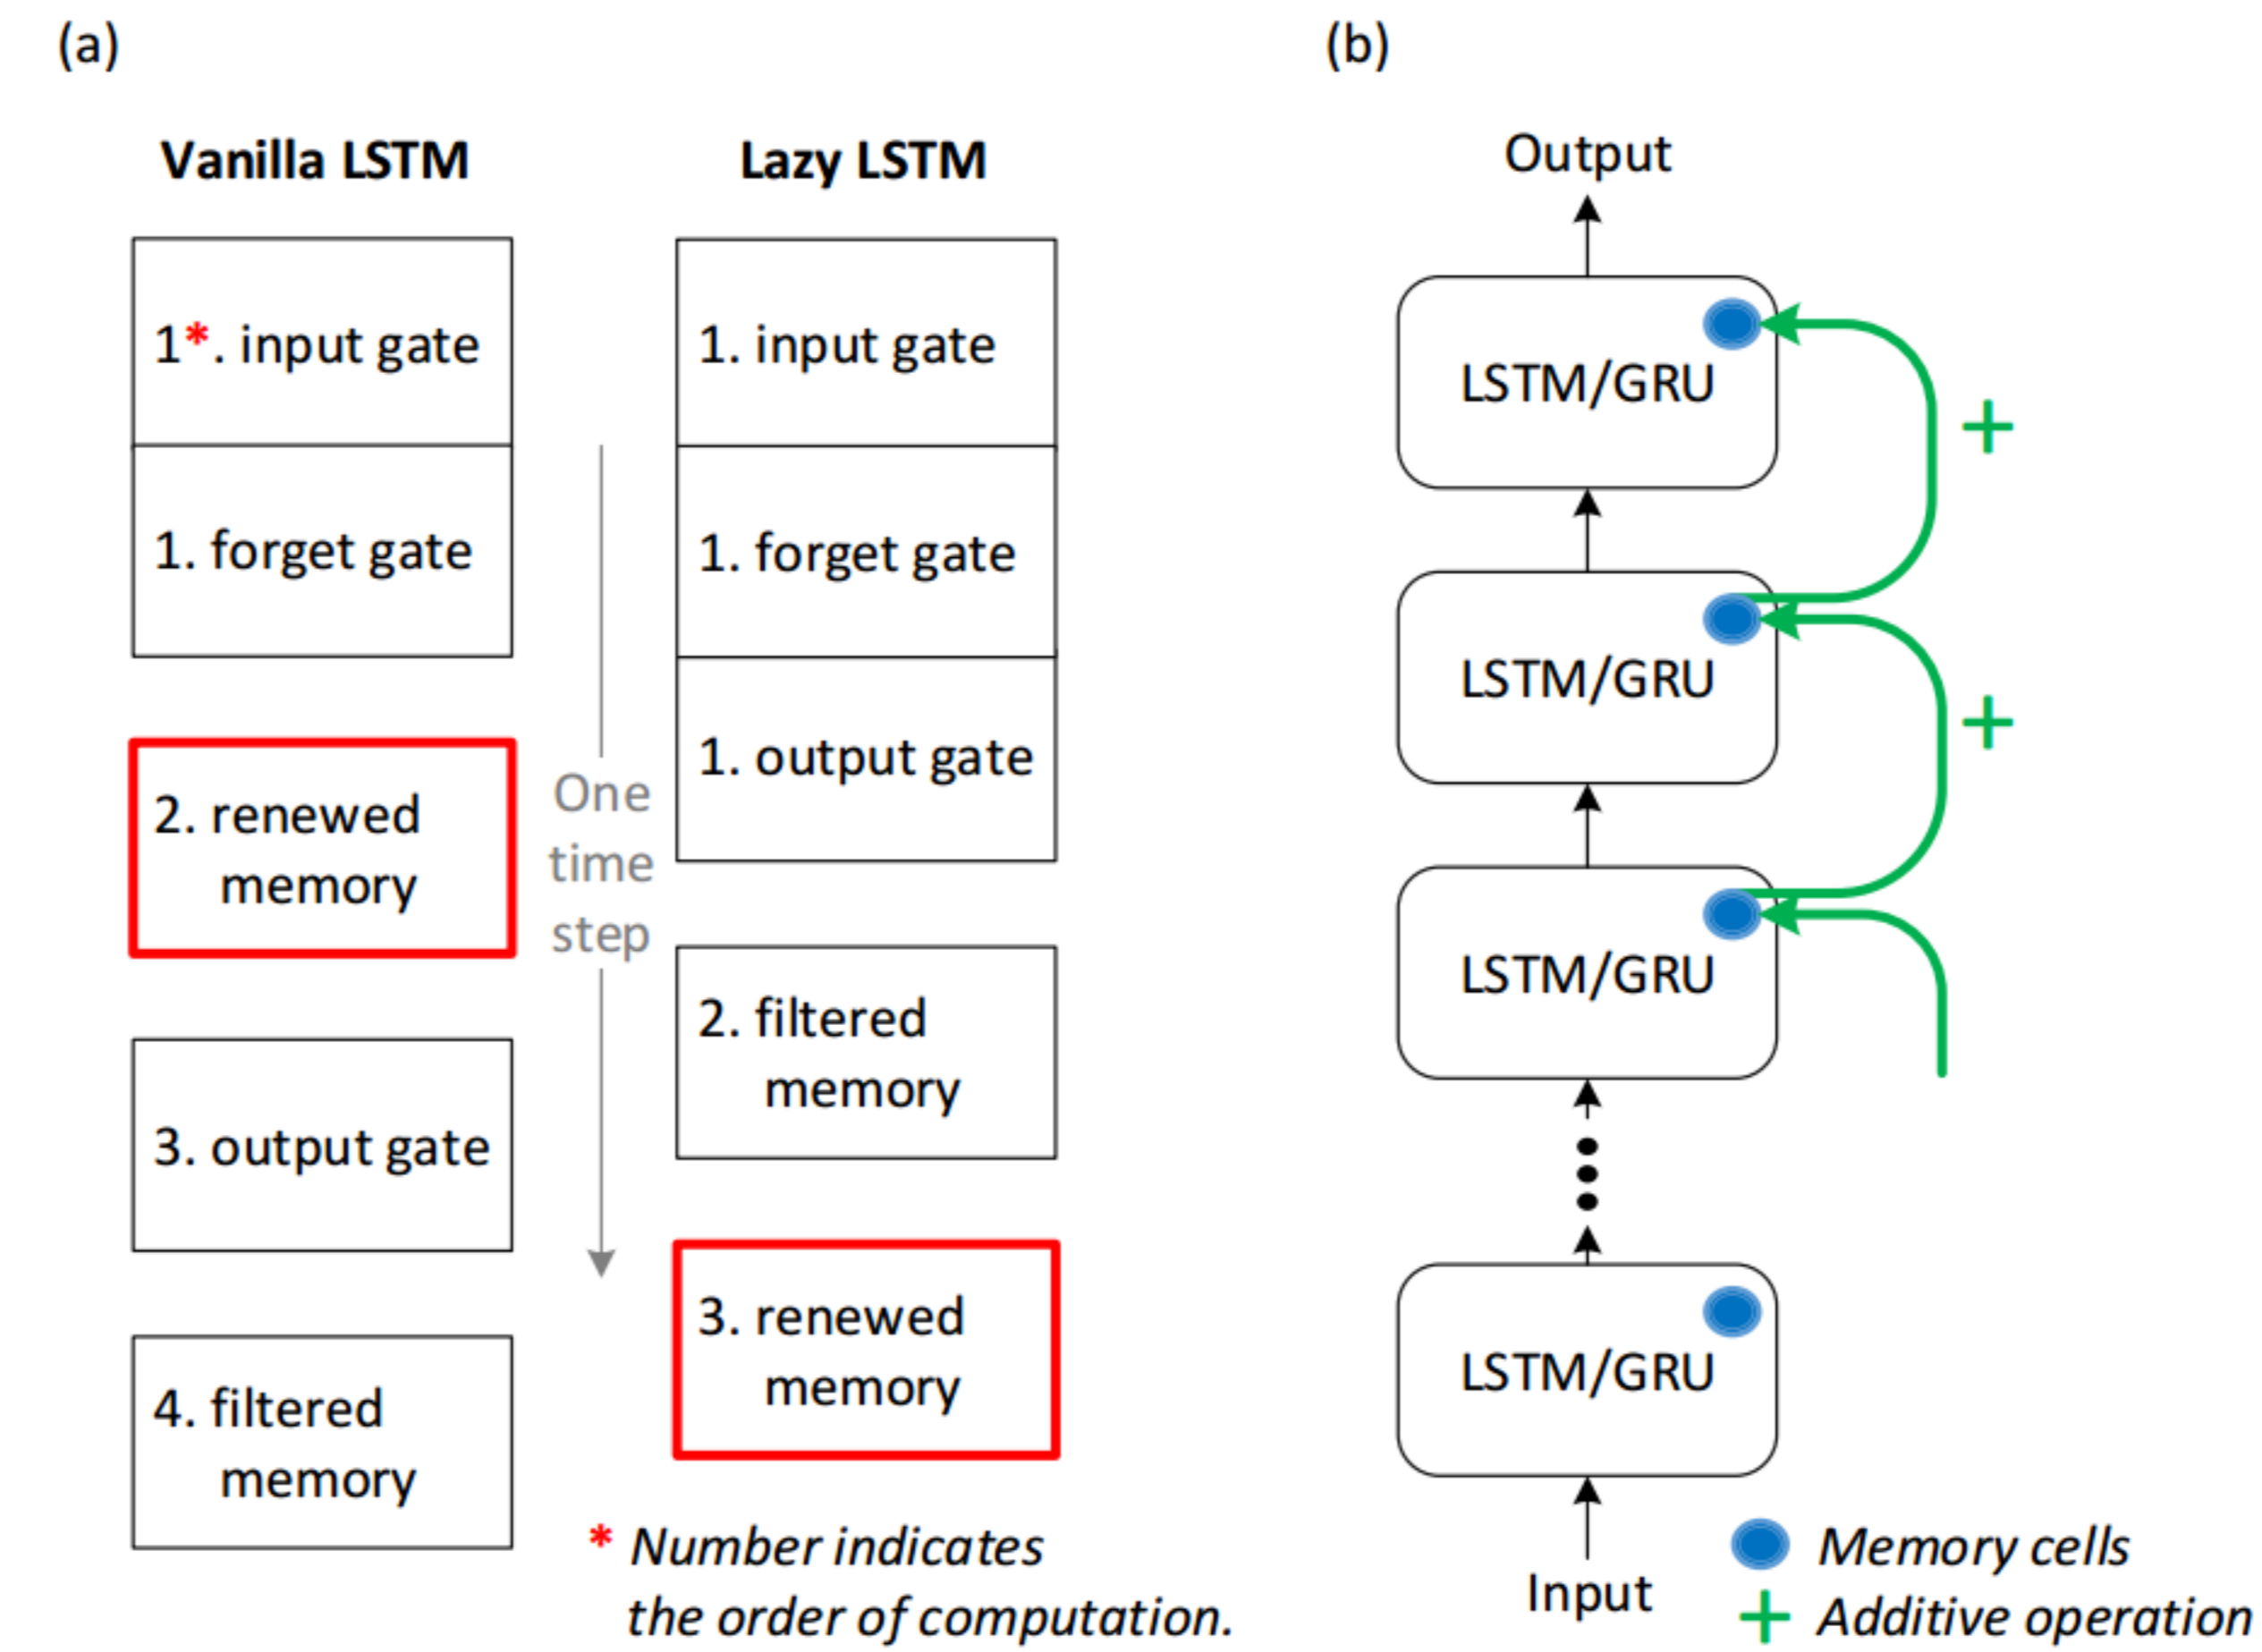 (a)
Vanilla LSTM
1*. input gate
1. forget gate
2. renewed
memory
3. output gate
4. filtered
memory
One
time
step
Lazy LSTM
1. input gate
1. forget gate
1. output gate
2. filtered
memory
3. renewed
memory
* Number indicates
the order of computation.
(b)
Output
LSTM/GRU
+
LSTM/GRU
+
LSTM/GRU
LSTM/GRU
Input
Memory cells
+ Additive operation